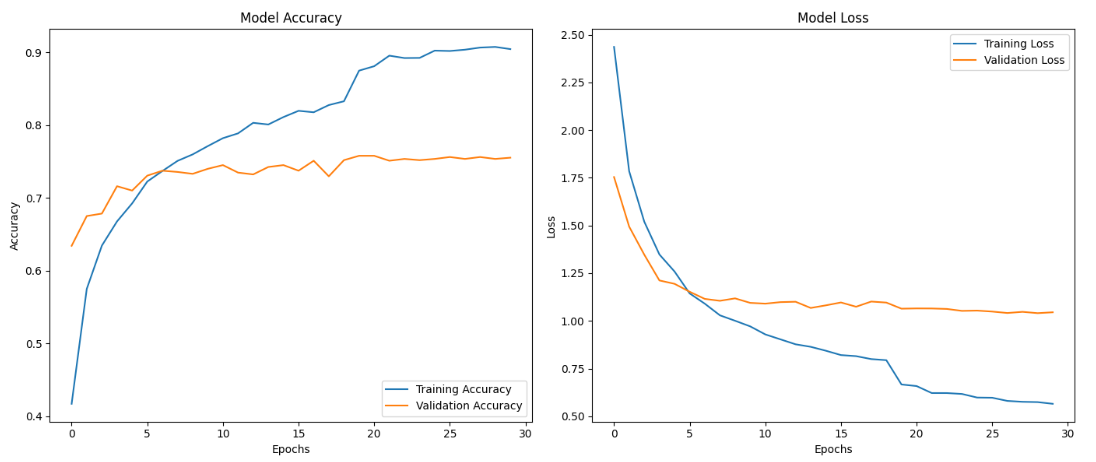 Model Accuracy
0.9
0.8
0.7
0.6
0.5
0.4
Accuracy
Training Accuracy
Validation Accuracy
0 5 10 15 20 25 30
Epochs
Model Loss
2.50
2.25
2.00
1.75
1.50
1.25
1.00
0.75
0.50
Loss
Training Loss
Validation Loss
0 5 10 15 20 25 30
Epochs